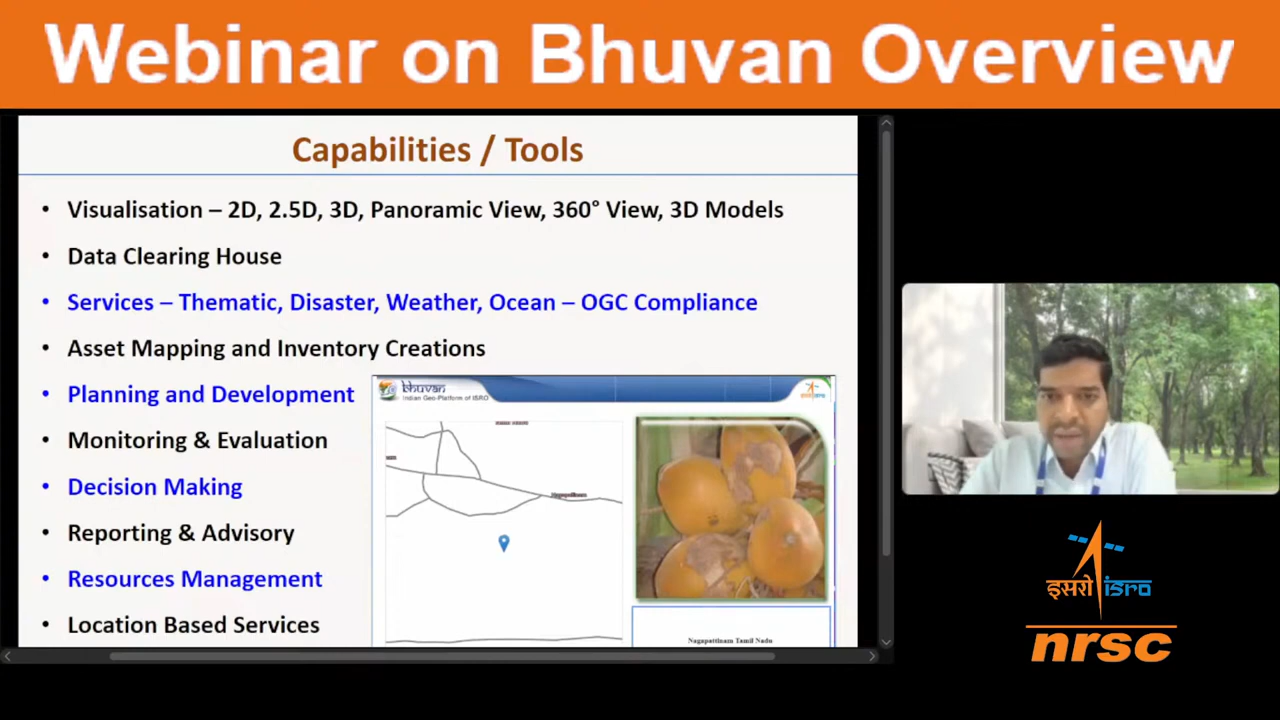 Webinar on Bhuvan Overview
Capabilities / Tools
• Visualisation – 2D, 2.5D, 3D, Panoramic View, 360° View, 3D Models
• Data Clearing House
• Services – Thematic, Disaster, Weather, Ocean – OGC Compliance
• Asset Mapping and Inventory Creations
• Planning and Development
• Monitoring & Evaluation
• Decision Making
• Reporting & Advisory
• Resources Management
• Location Based Services
bhuvan
Indian Geo-Platform of ISRO
Nagapattinam
Nagapattinam Tamil Nadu
इसरो isro
nrsc